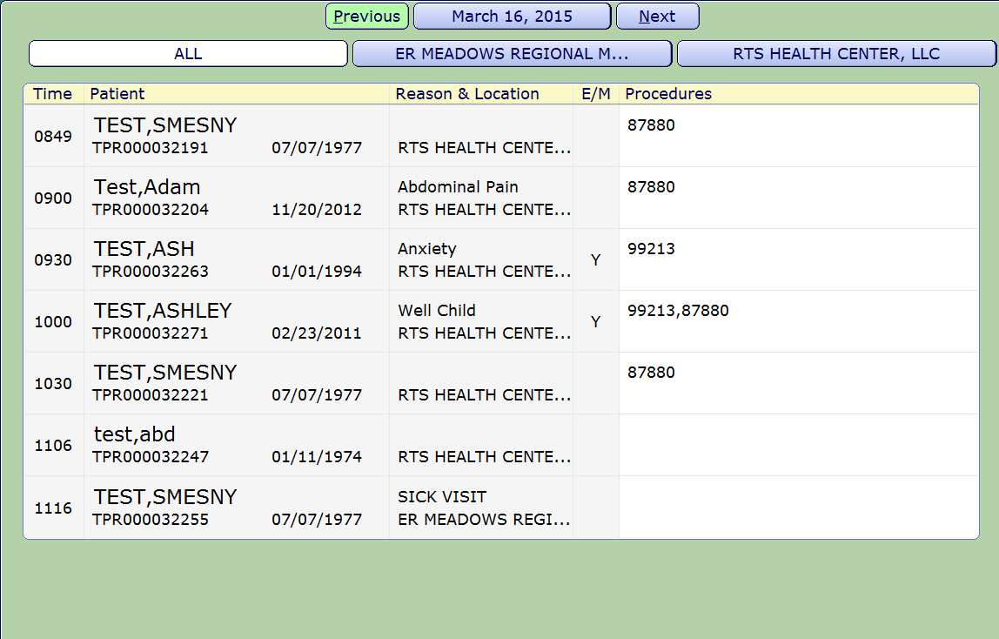 Previous March 16, 2015 Next
ALL ER MEADOWS REGIONAL M... RTS HEALTH CENTER, LLC
Time Patient Reason & Location E/M Procedures
0849 TEST,SMESNY 87880
TPR000032191 07/07/1977 RTS HEALTH CENTE...
0900 Test,Adam Abdominal Pain 87880
TPR000032204 11/20/2012 RTS HEALTH CENTE...
0930 TEST,ASH Anxiety Y 99213
TPR000032263 01/01/1994 RTS HEALTH CENTE...
1000 TEST,ASHLEY Well Child Y 99213,87880
TPR000032271 02/23/2011 RTS HEALTH CENTE...
1030 TEST,SMESNY 87880
TPR000032221 07/07/1977 RTS HEALTH CENTE...
1106 test,abd
TPR000032247 01/11/1974 RTS HEALTH CENTE...
1116 TEST,SMESNY SICK VISIT
TPR000032255 07/07/1977 ER MEADOWS REGI...